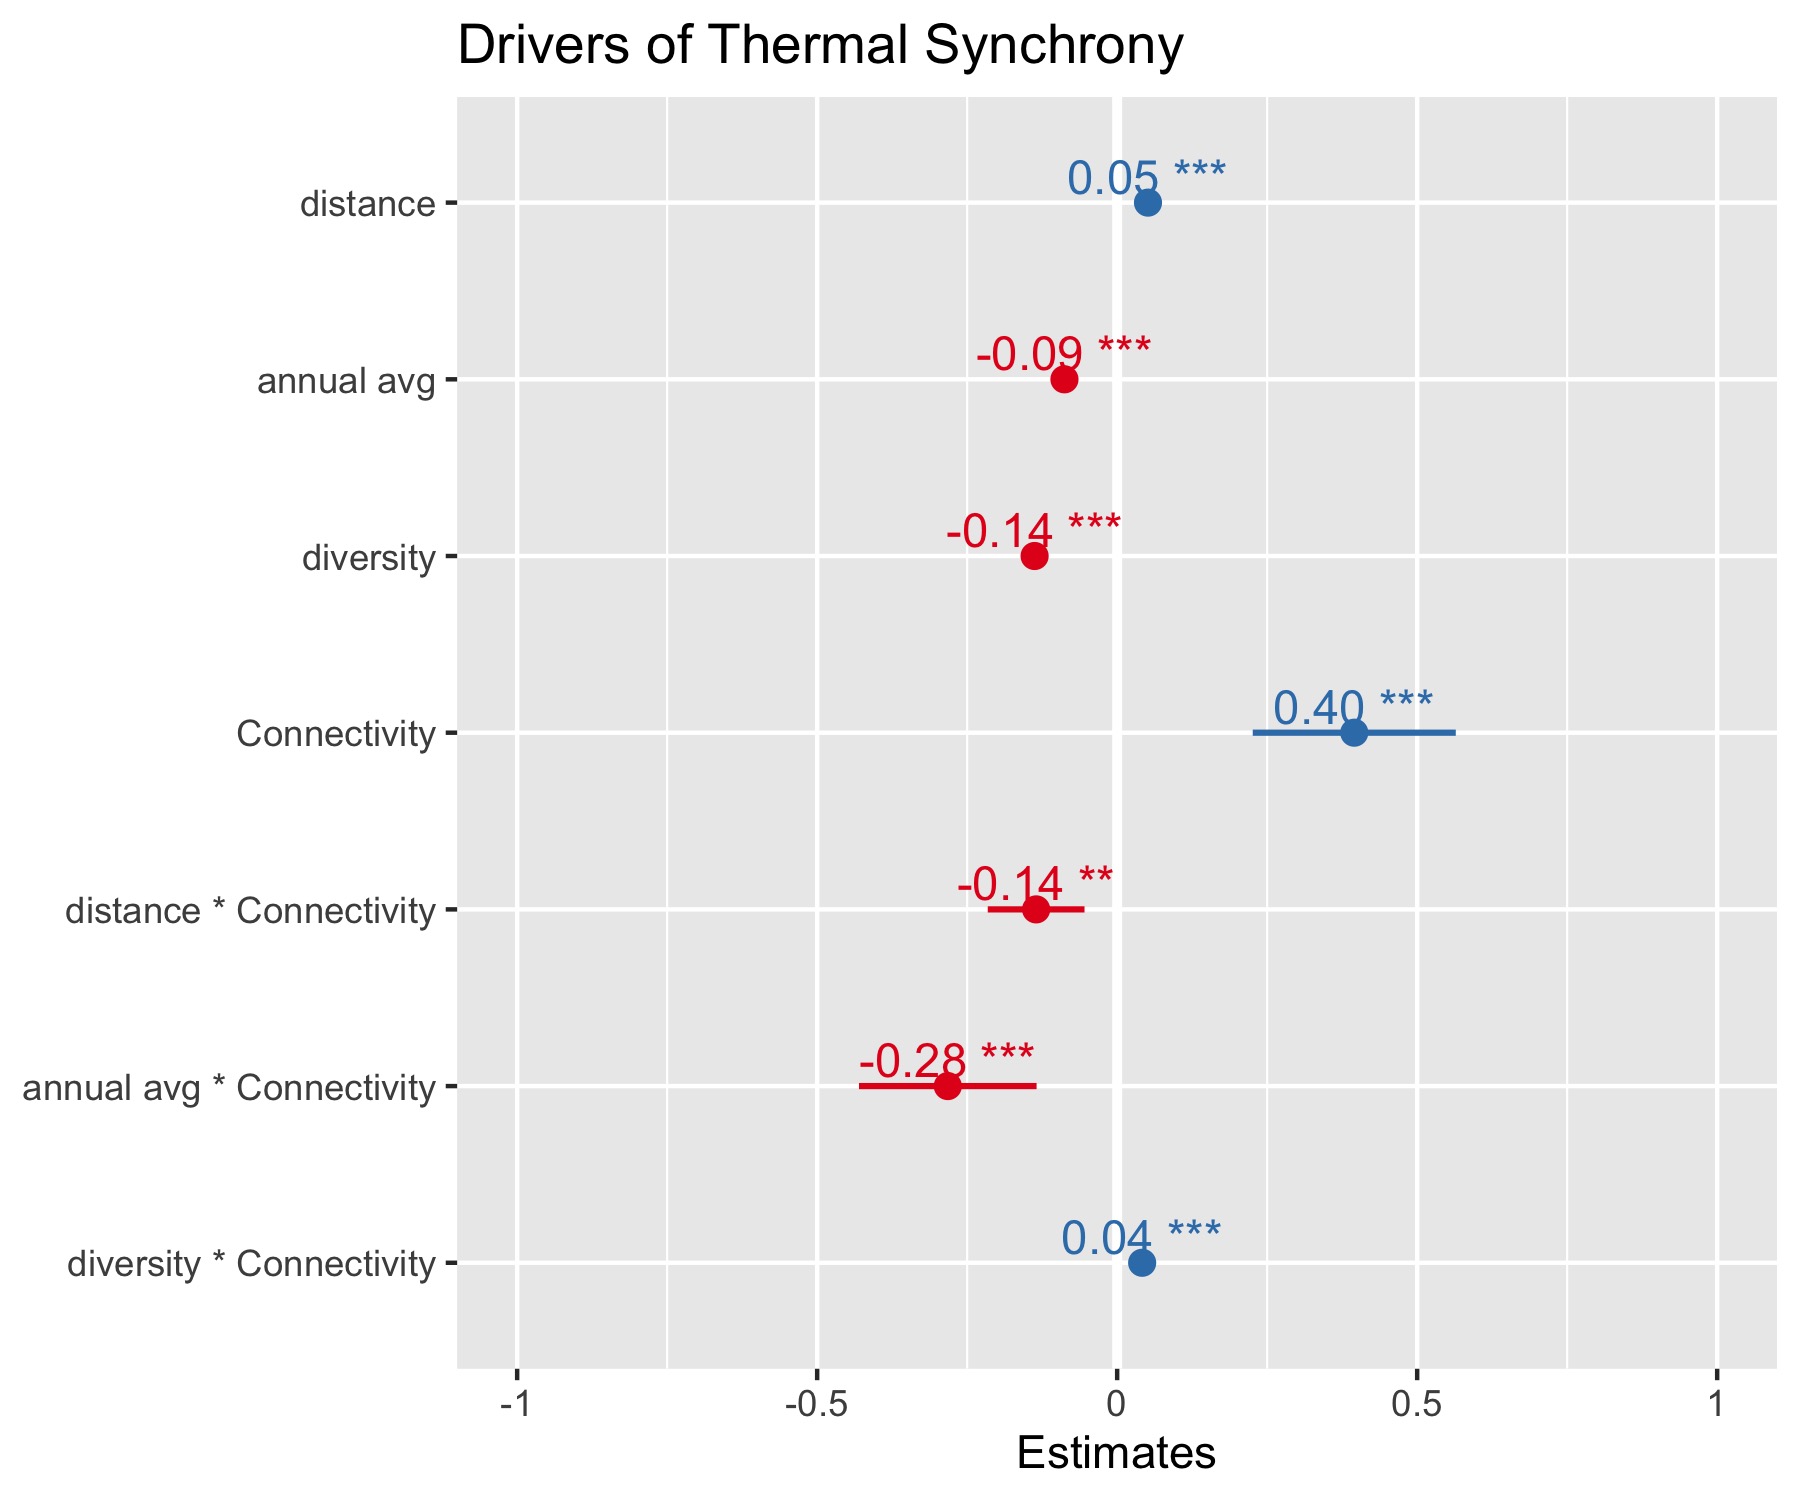 Drivers of Thermal Synchrony
distance
0.05 ***
annual avg
-0.09 ***
diversity
-0.14 ***
Connectivity
0.40 ***
distance * Connectivity
-0.14 **
annual avg * Connectivity
-0.28 ***
diversity * Connectivity
0.04 ***
-1 -0.5 0 0.5 1
Estimates